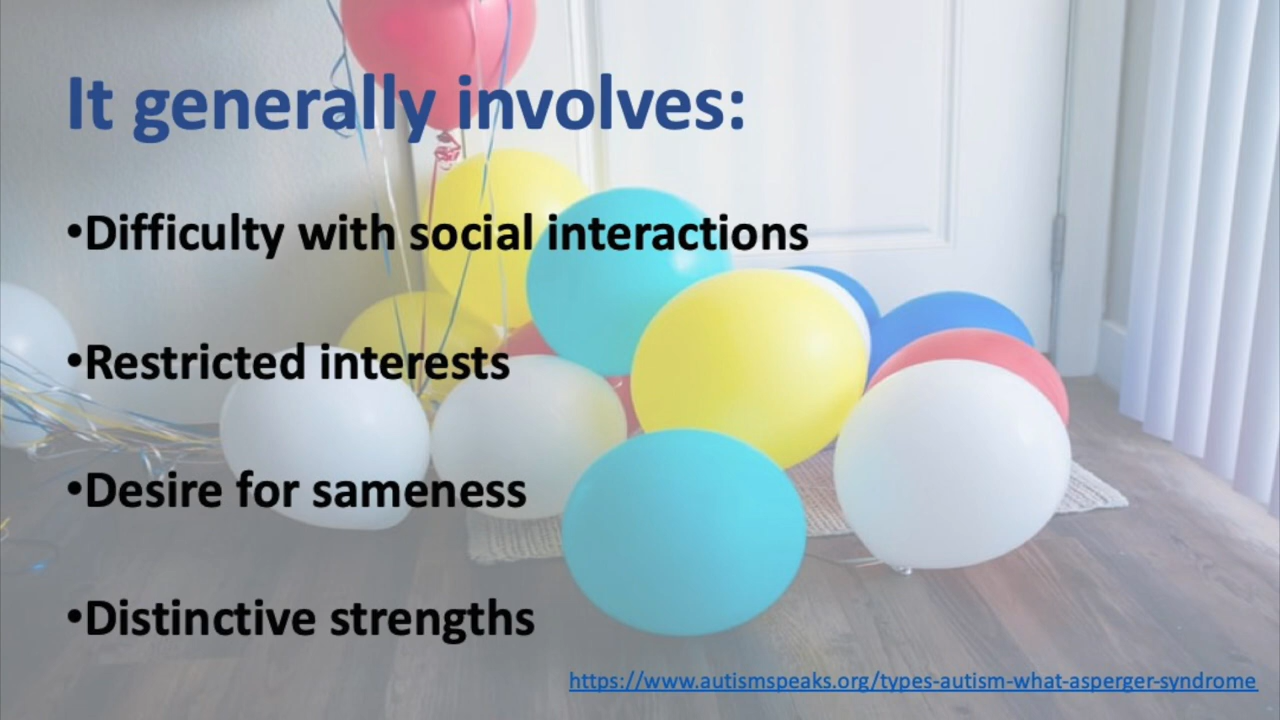 It generally involves:
•Difficulty with social interactions
•Restricted interests
•Desire for sameness
•Distinctive strengths
https://www.autismspeaks.org/types-autism-what-asperger-syndrome